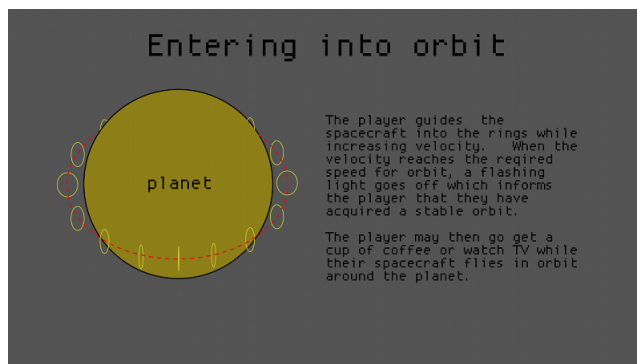 Entering into orbit
planet
The player guides  the
spacecraft into the rings while
increasing velocity.   When the
velocity reaches the reqired
speed for orbit, a flashing
light goes off which informs
the player that they have
acquired a stable orbit.
The player may then go get a
cup of coffee or watch TV while
their spacecraft flies in orbit
around the planet.